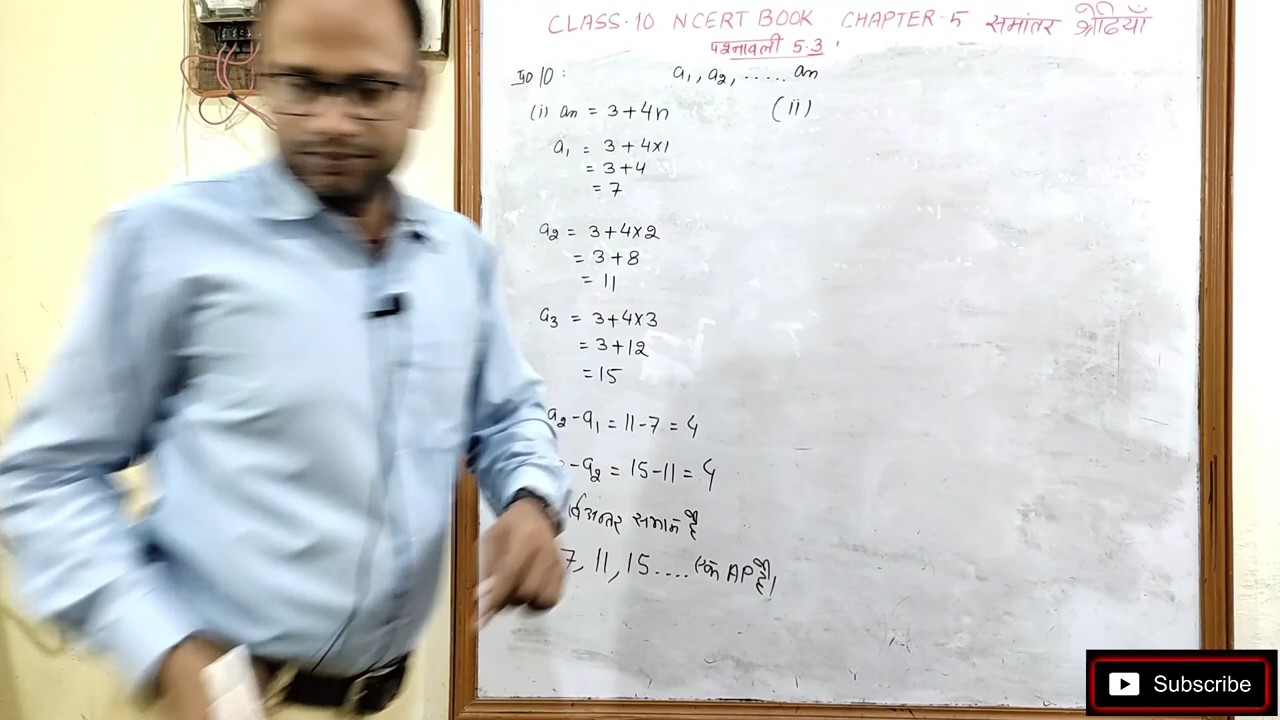 CLASS-10 NCERT BOOK CHAPTER-5 समांतर श्रेढियाँ
प्रश्नावली 5.3
a₁, a₂, ..... an
(i) an = 3+4n
(ii)
a₁ = 3+4×1
= 3+4
= 7
a₂ = 3+4×2
= 3+8
= 11
a₃ = 3+4×3
= 3+12
= 15
a₂-a₁ = 11-7 = 4
-a₂ = 15-11 = 4
अन्तर समान है
7, 11, 15.... एक AP है।
Subscribe